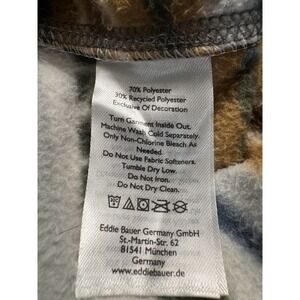 70% Polyester
30% Recycled Polyester
Exclusive Of Decoration
Turn Garment Inside Out.
Machine Wash Cold Separately.
Only Non-Chlorine Bleach As
Needed.
Do Not Use Fabric Softeners.
Tumble Dry Low.
Do Not Iron.
Do Not Dry Clean.
Eddie Bauer Germany GmbH
St.-Martin-Str. 62
81541 München
Germany
www.eddiebauer.de